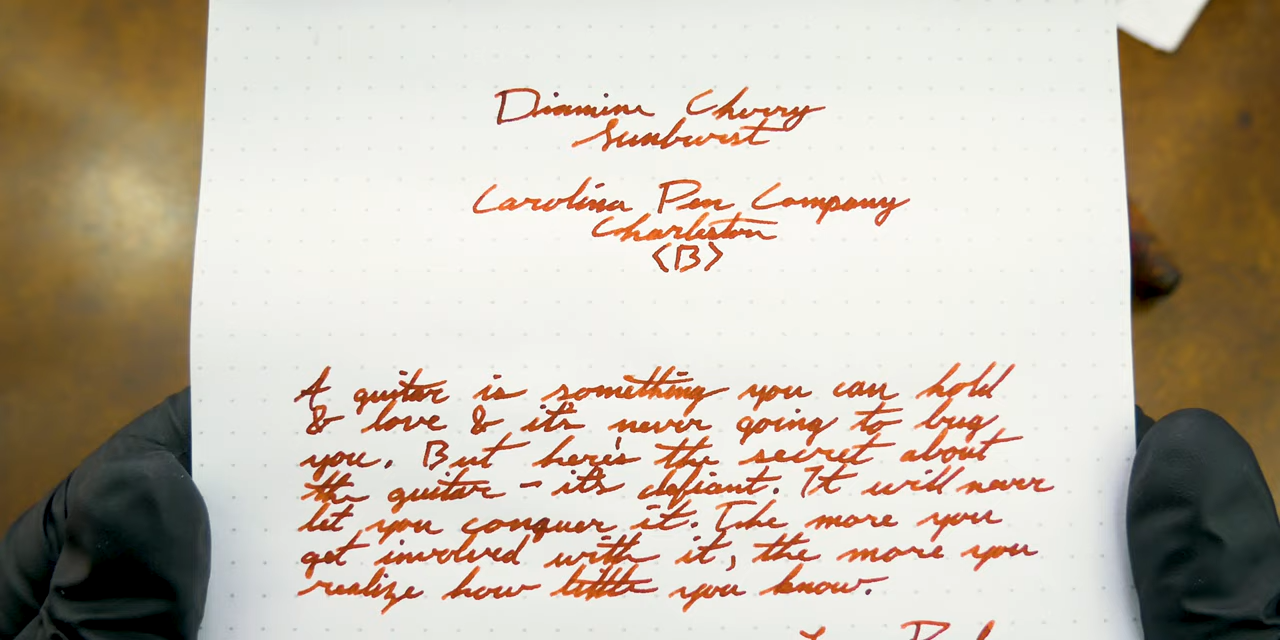 Diamine Cherry
Sunburst
Carolina Pen Company
Charleston
<B>
A guitar is something you can hold
& love & it's never going to bug
you. But here's the secret about
the guitar - it's defiant. It will never
let you conquer it. The more you
get involved with it, the more you
realize how little you know.